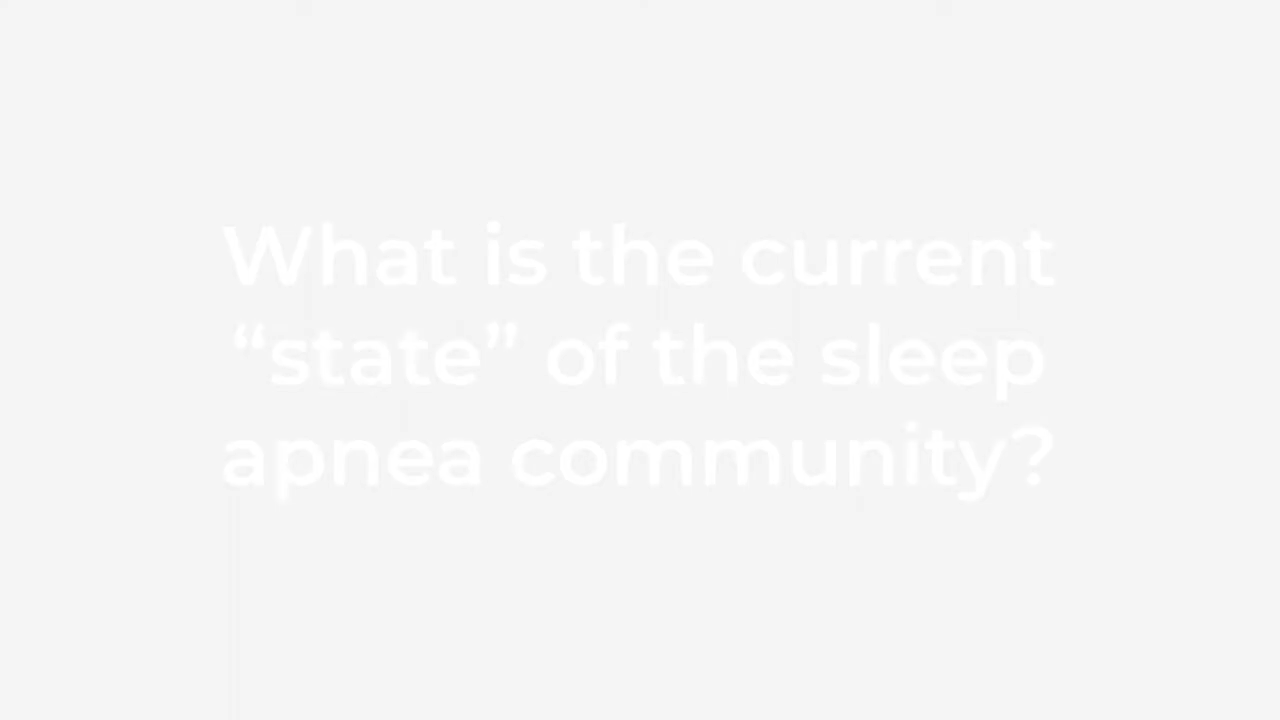 What is the current
“state” of the sleep
apnea community?